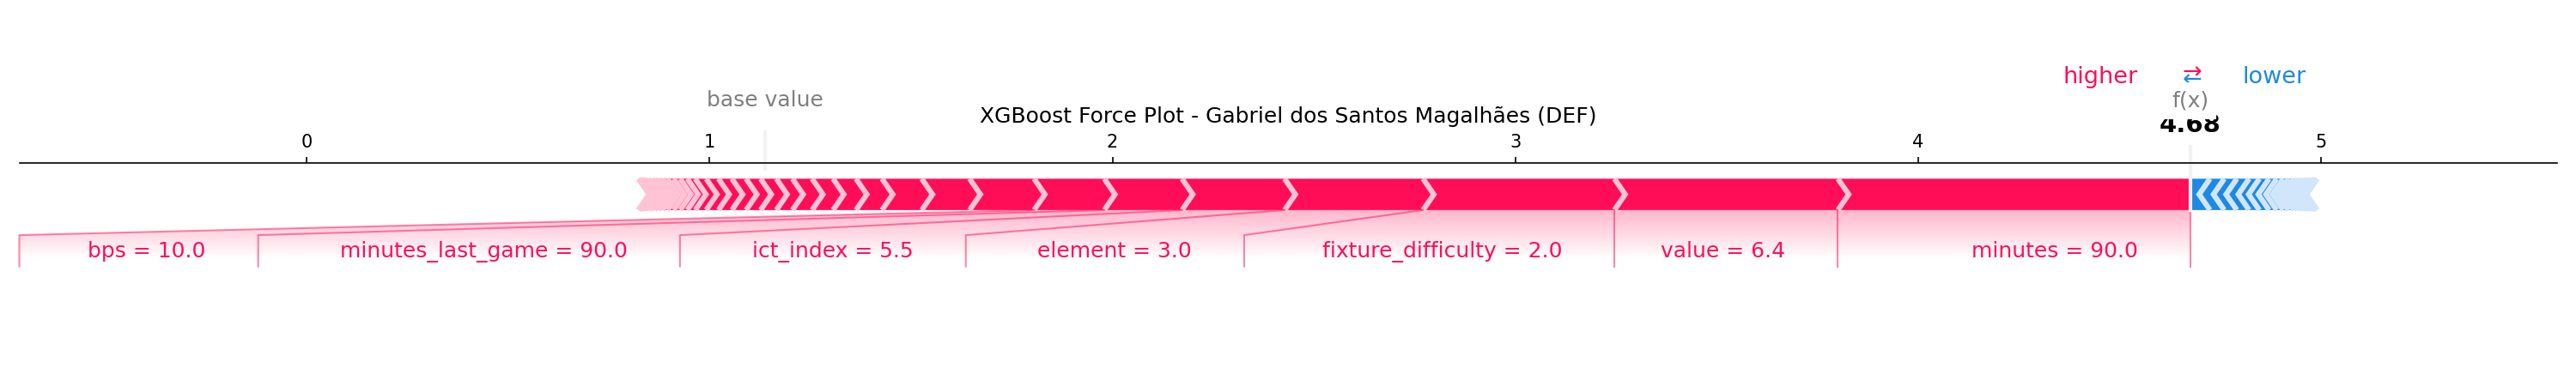 higher ⇄ lower
base value
f(x)
XGBoost Force Plot - Gabriel dos Santos Magalhães (DEF)
4.68
0 1 2 3 4 5
bps = 10.0 minutes_last_game = 90.0 ict_index = 5.5 element = 3.0 fixture_difficulty = 2.0 value = 6.4 minutes = 90.0